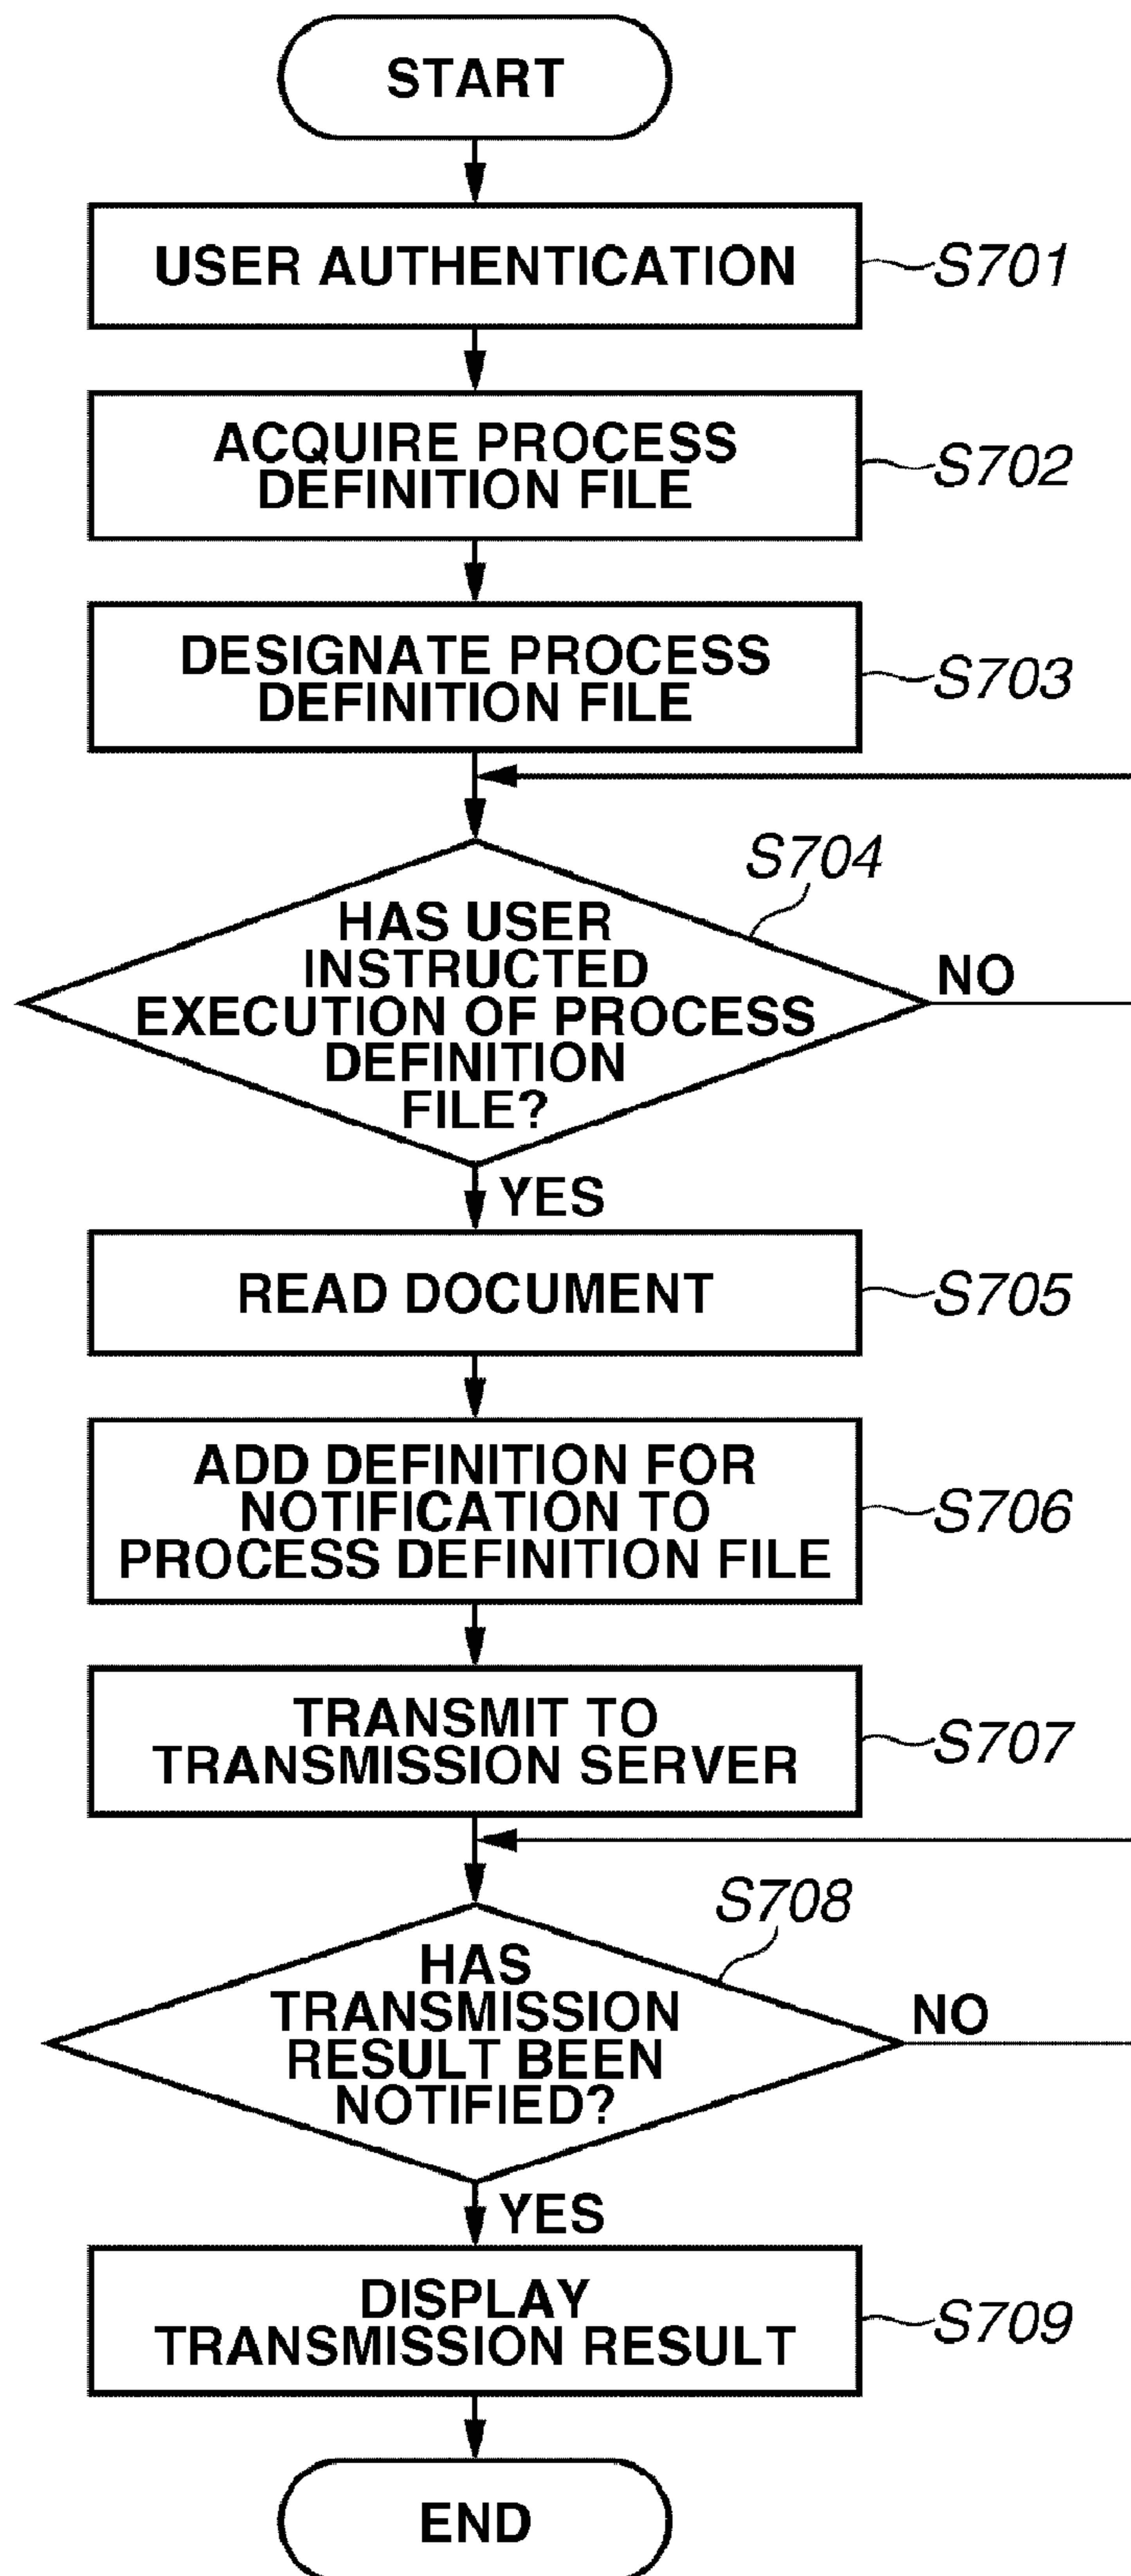 START
USER AUTHENTICATION
S701
ACQUIRE PROCESS
DEFINITION FILE
S702
DESIGNATE PROCESS
DEFINITION FILE
S703
S704
HAS USER
INSTRUCTED
EXECUTION OF PROCESS
DEFINITION
FILE?
NO
YES
READ DOCUMENT
S705
ADD DEFINITION FOR
NOTIFICATION TO
PROCESS DEFINITION FILE
S706
TRANSMIT TO
TRANSMISSION SERVER
S707
S708
HAS
TRANSMISSION
RESULT BEEN
NOTIFIED?
NO
YES
DISPLAY
TRANSMISSION RESULT
S709
END